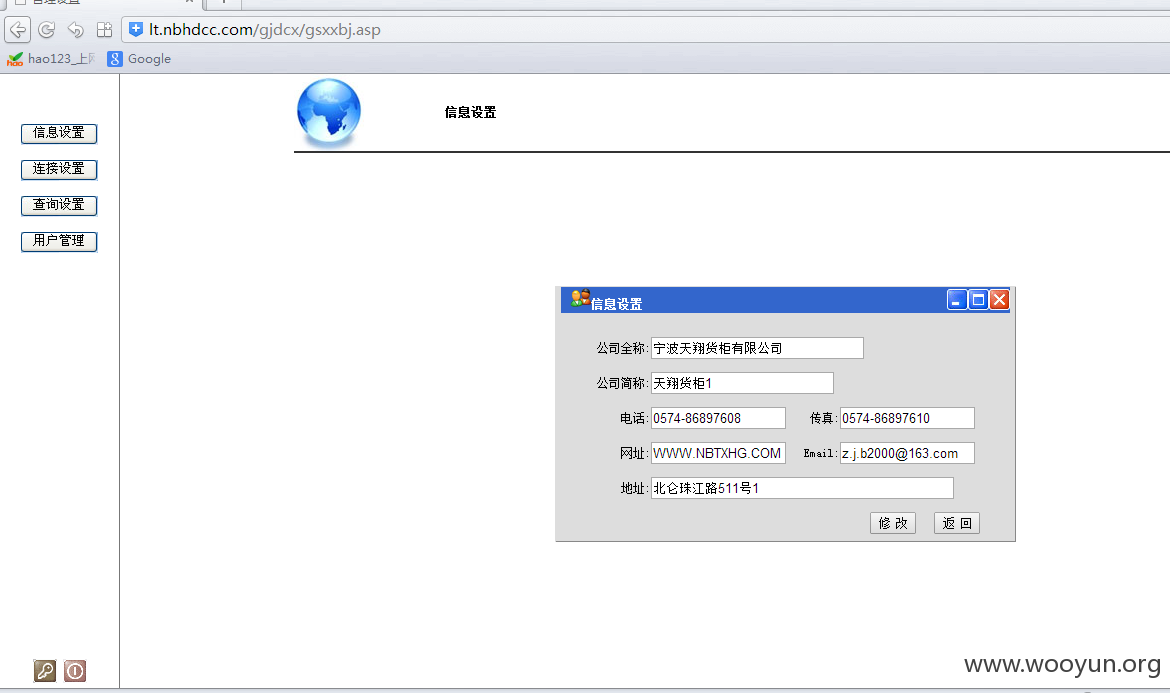 lt.nbhdcc.com/gjdcx/gsxxbj.asp
hao123_上
Google
信息设置
信息设置
连接设置
查询设置
用户管理
信息设置
公司全称: 宁波天翔货柜有限公司
公司简称: 天翔货柜1
电话: 0574-86897608 传真: 0574-86897610
网址: WWW.NBTXHG.COM Email: z.j.b2000@163.com
地址: 北仑珠江路511号1
修 改 返 回
www.wooyun.org